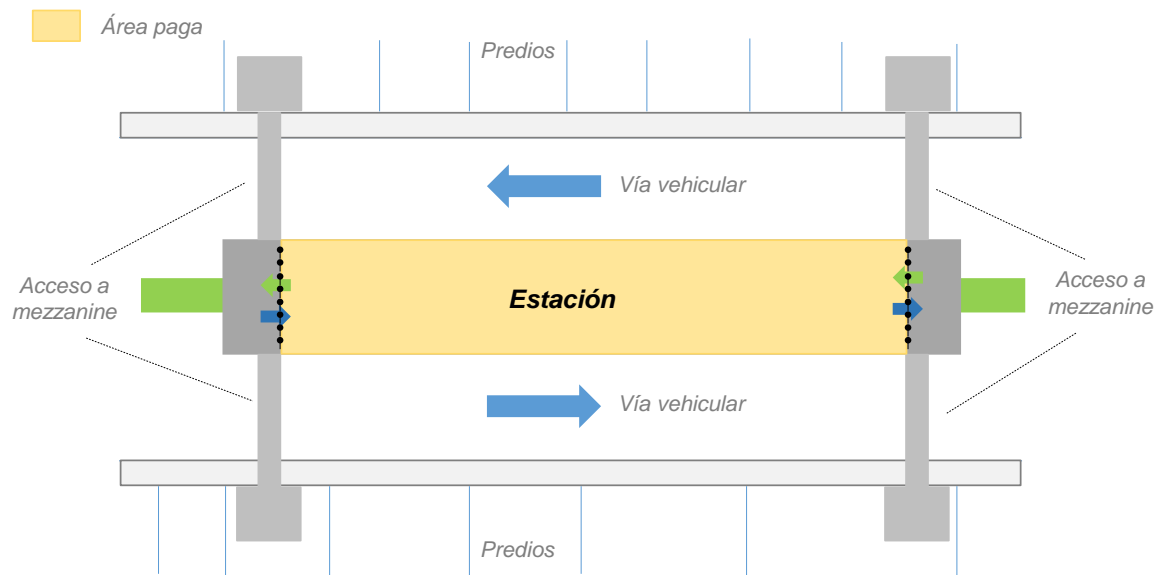 Área paga
Predios
Vía vehicular
Acceso a
mezzanine
Estación
Acceso a
mezzanine
Vía vehicular
Predios